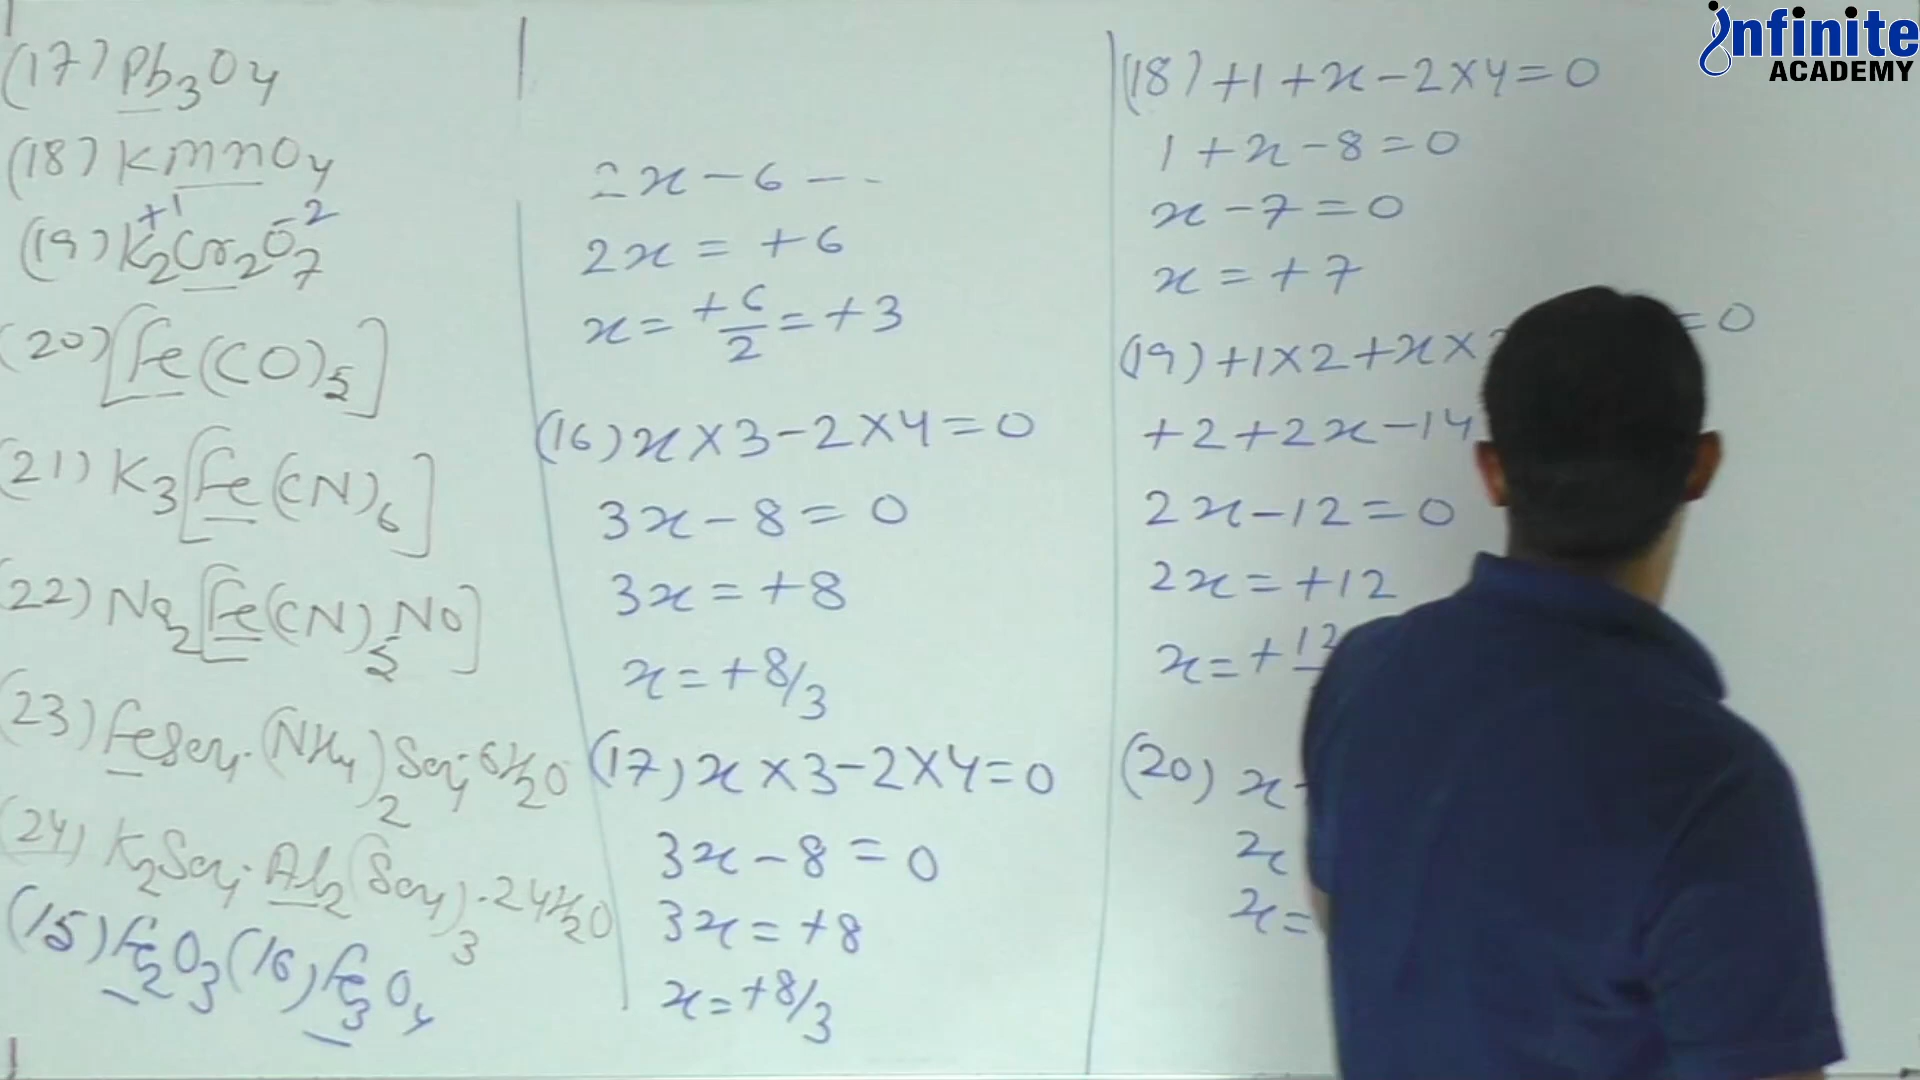 (17) Pb3O4
(18) KMnO4
+1 -2
(19) K2Cr2O7
(20) [Fe(CO)5]
(21) K3[Fe(CN)6]
(22) Na2[Fe(CN)5NO]
(23) FeSO4.(NH4)2SO4.6H2O
(24) K2SO4.Al2(SO4)3.24H2O
(15) Fe2O3 (16) Fe3O4
2x-6
2x = +6
x = +6/2 = +3
(16) x×3-2×4=0
3x-8=0
3x=+8
x=+8/3
(17) x×3-2×4=0
3x-8=0
3x=+8
x=+8/3
(18) +1+x-2×4=0
1+x-8=0
x-7=0
x=+7
(19) +1×2+x× =0
+2+2x-14
2x-12=0
2x=+12
x=+12
(20) x
x
x=
Infinite
ACADEMY